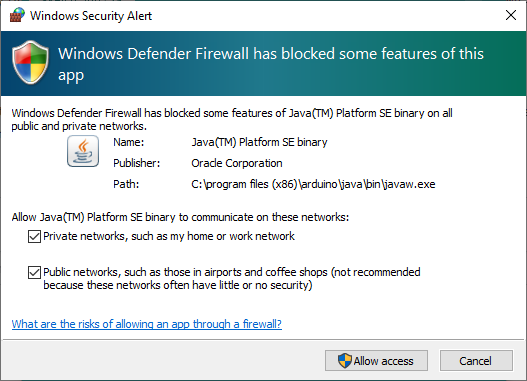 Windows Security Alert
Windows Defender Firewall has blocked some features of this
app
Windows Defender Firewall has blocked some features of Java(TM) Platform SE binary on all
public and private networks.
Name: Java(TM) Platform SE binary
Publisher: Oracle Corporation
Path: C:\program files (x86)\arduino\java\bin\javaw.exe
Allow Java(TM) Platform SE binary to communicate on these networks:
Private networks, such as my home or work network
Public networks, such as those in airports and coffee shops (not recommended
because these networks often have little or no security)
What are the risks of allowing an app through a firewall?
Allow access Cancel